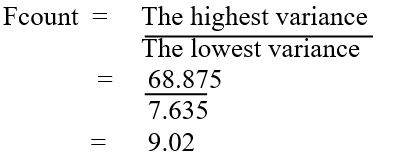 Fcount = The highest variance
The lowest variance
= 68.875
7.635
= 9.02